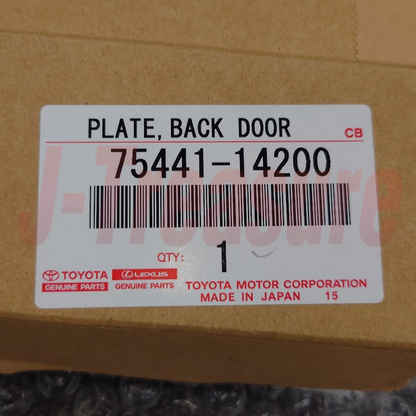 PLATE, BACK DOOR
CB
75441-14200
J-Treasure
QTY: 1
TOYOTA
GENUINE PARTS
LEXUS
GENUINE PARTS
TOYOTA MOTOR CORPORATION
MADE IN JAPAN 15